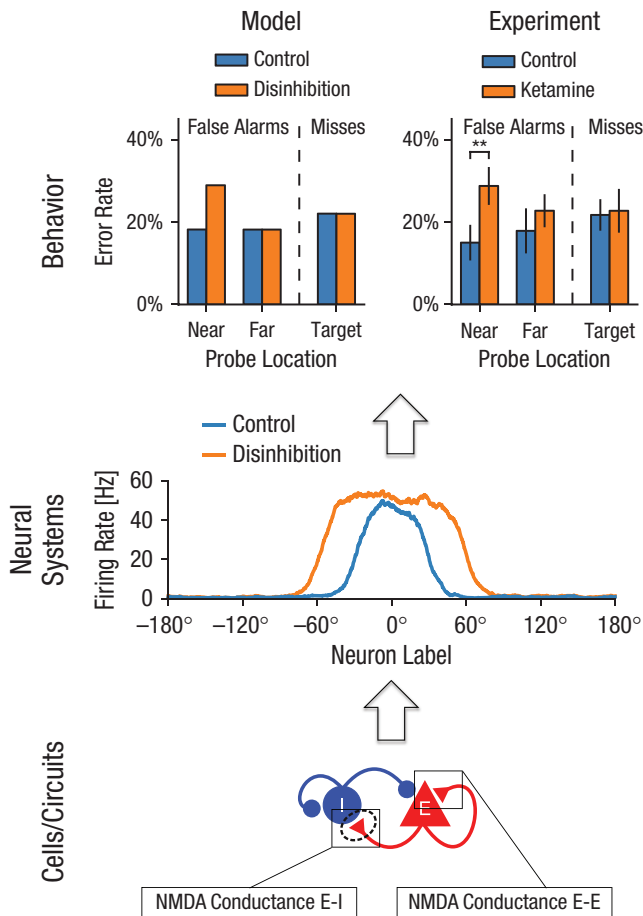 Model
Control
Disinhibition
Experiment
Control
Ketamine
Behavior
Error Rate
False Alarms
Misses
40%
20%
0%
Near
Far
Target
Probe Location
False Alarms
Misses
**
40%
20%
0%
Near
Far
Target
Probe Location
Neural
Systems
Control
Disinhibition
Firing Rate [Hz]
60
40
20
0
–180° –120° –60° 0° 60° 120° 180°
Neuron Label
Cells/Circuits
I
E
NMDA Conductance E-I
NMDA Conductance E-E